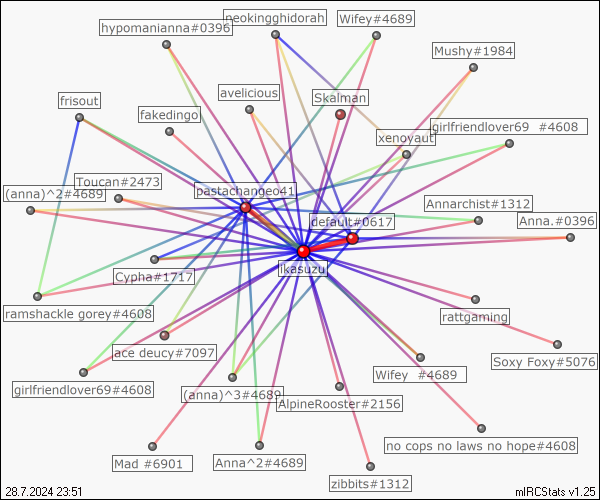 neokingghidorah
Wifey#4689
hypomanianna#0396
Mushy#1984
avelicious
Skalman
frisout
fakedingo
girlfriendlover69 #4608
xenoyaut
Toucan#2473
pastachangeo41
(anna)^2#4689
Annarchist#1312
default#0617
Anna.#0396
ikasuzu
Cypha#1717
ramshackle gorey#4608
rattgaming
ace deucy#7097
Soxy Foxy#5076
Wifey #4689
girlfriendlover69#4608
(anna)^3#4689
AlpineRooster#2156
no cops no laws no hope#4608
Mad #6901
Anna^2#4689
zibbits#1312
28.7.2024 23:51
mIRCStats v1.25